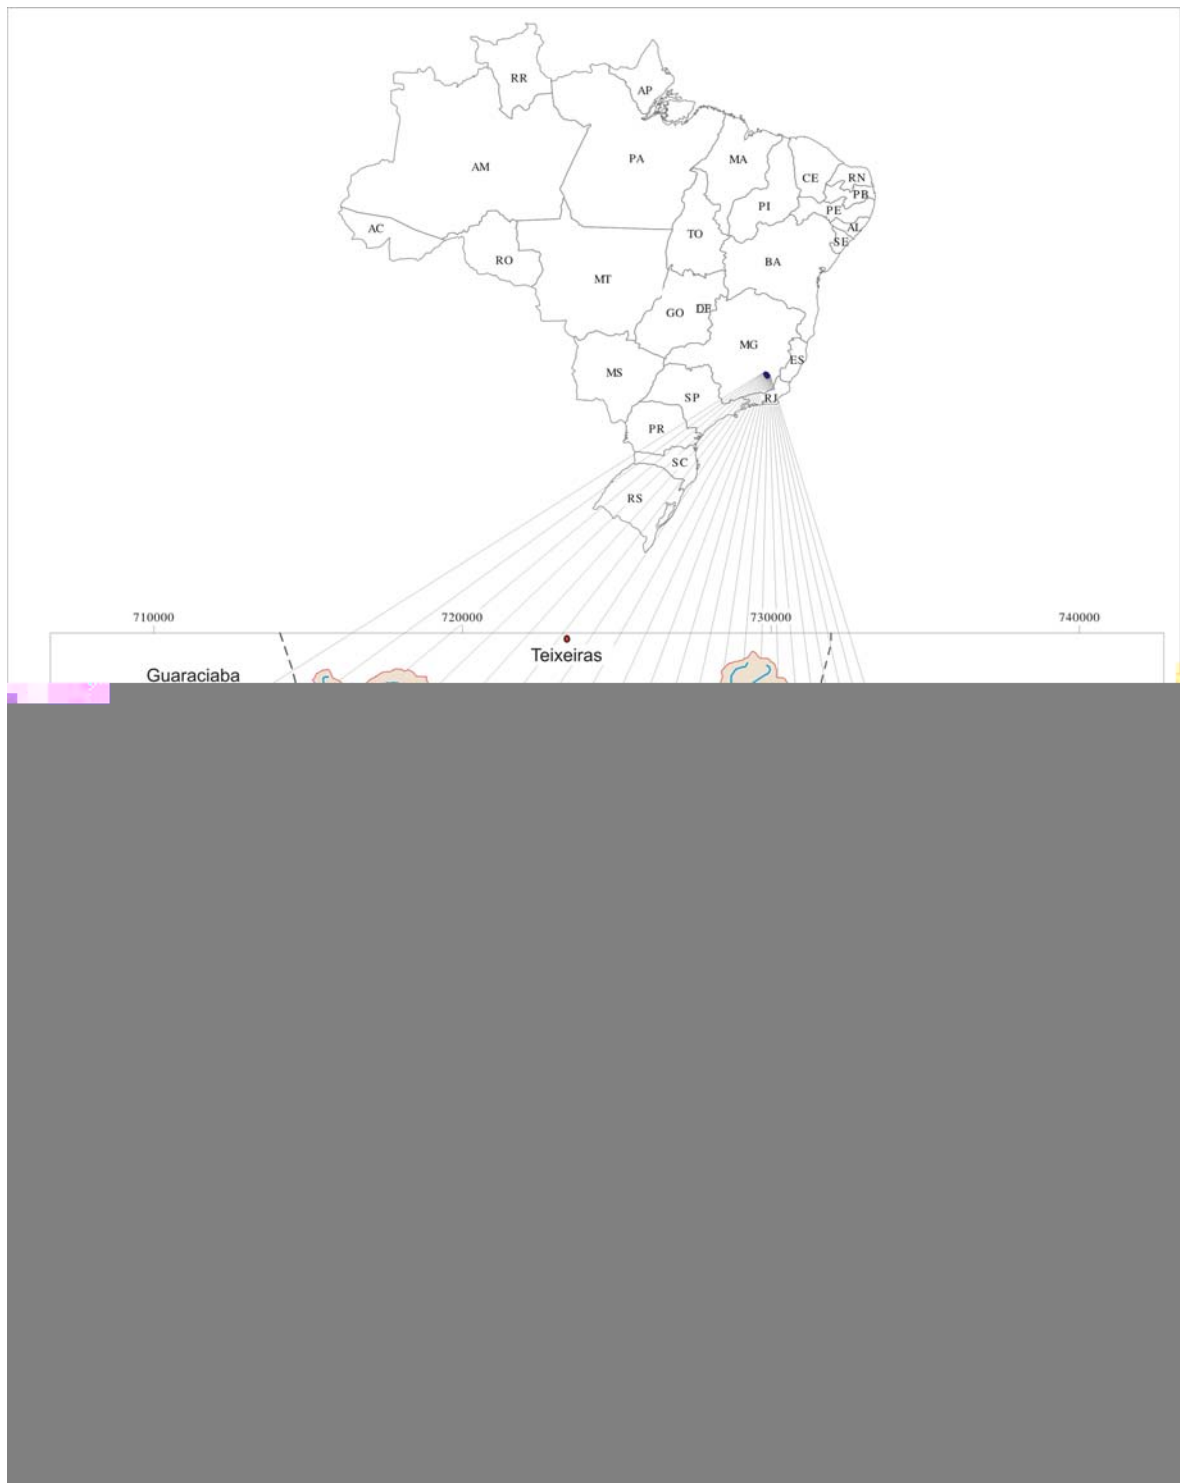 RR
AP
AM
PA
MA
CE
RN
PB
PI
PE
AL
AC
TO
SE
RO
BA
MT
GO
DF
MG
ES
MS
SP
RJ
PR
SC
RS
710000 720000 730000 740000
Teixeiras
Guaraciaba